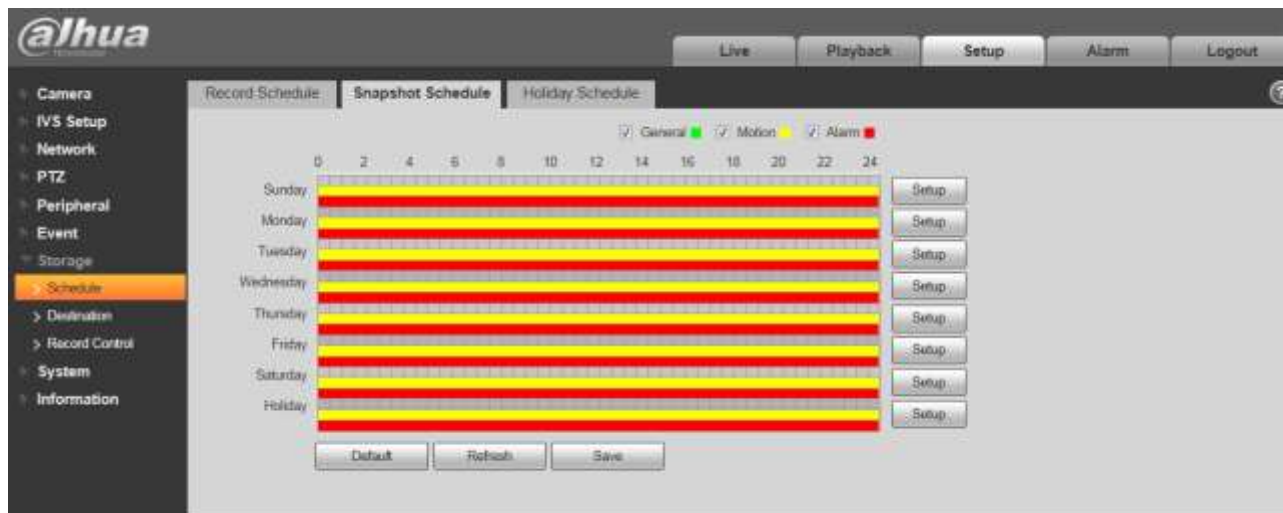 alhua
Live Playback Setup Alarm Logout
Camera
IVS Setup
Network
PTZ
Peripheral
Event
Storage
Schedule
Destination
Record Control
System
Information
Record Schedule Snapshot Schedule Holiday Schedule
General Motion Alarm
0 2 4 6 8 10 12 14 16 18 20 22 24
Sunday Setup
Monday Setup
Tuesday Setup
Wednesday Setup
Thursday Setup
Friday Setup
Saturday Setup
Holiday Setup
Default Refresh Save